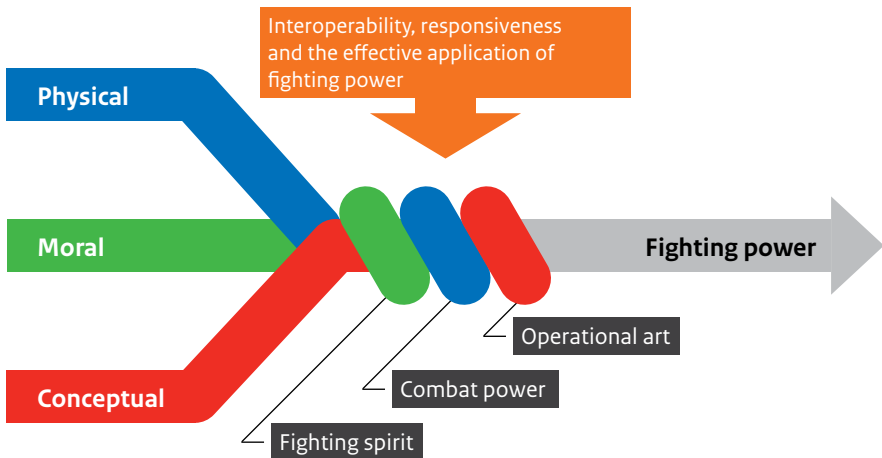 Interoperability, responsiveness
and the effective application of
fighting power
Physical
Moral
Fighting power
Operational art
Combat power
Conceptual
Fighting spirit